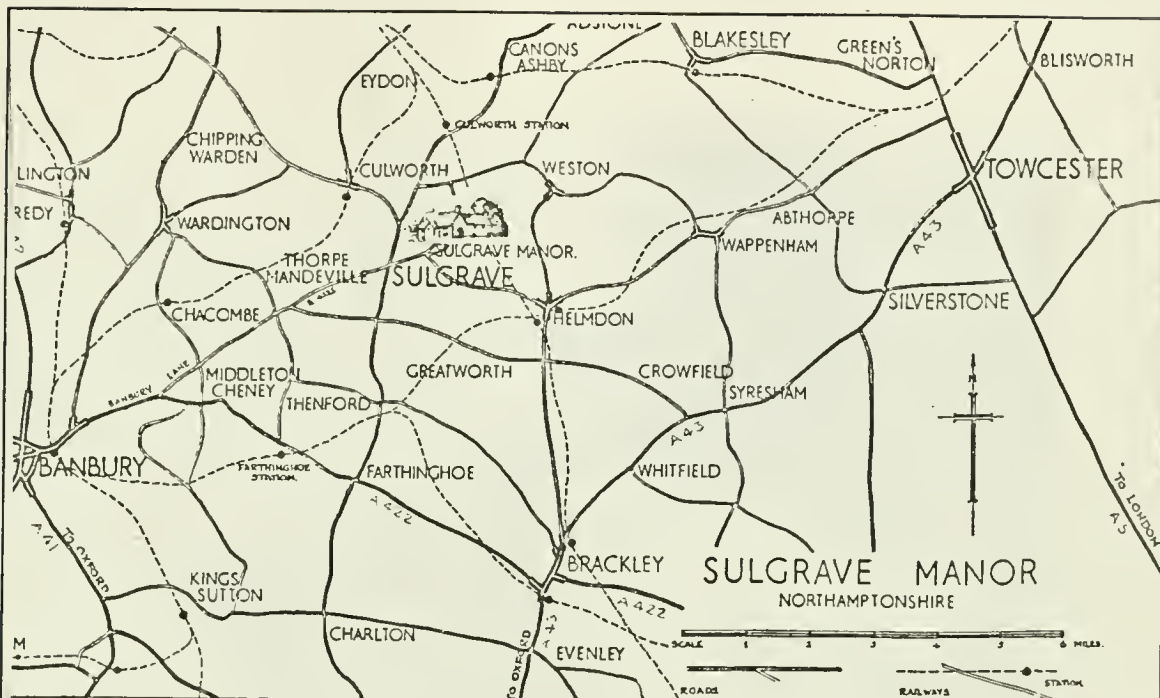 ADSTONE
CANONS
ASHBY
BLAKESLEY
GREEN'S
NORTON
BLISWORTH
EYDON
CULWORTH STATION
CHIPPING
WARDEN
LINGTON
CULWORTH
WESTON
TOWCESTER
REDY
WARDINGTON
ABTHORPE
SULGRAVE MANOR.
WAPPENHAM
A43
THORPE
MANDEVILLE
SULGRAVE
CHACOMBE
HELMDON
SILVERSTONE
LANE
BANBURY
MIDDLETON
CHENEY
GREATWORTH
CROWFIELD
THENFORD
SYRESHAM
N
A43
BANBURY
FARTHINGHOE
STATION
FARTHINGHOE
WHITFIELD
A422
TO LONDON
A5
A41
TO OXFORD
BRACKLEY
SULGRAVE MANOR
NORTHAMPTONSHIRE
KINGS
SUTTON
A422
CHARLTON
SCALE 1 2 3 4 5 6 MILES.
M
A43
TO OXFORD
EVENLEY
ROADS
RAILWAYS
STATION